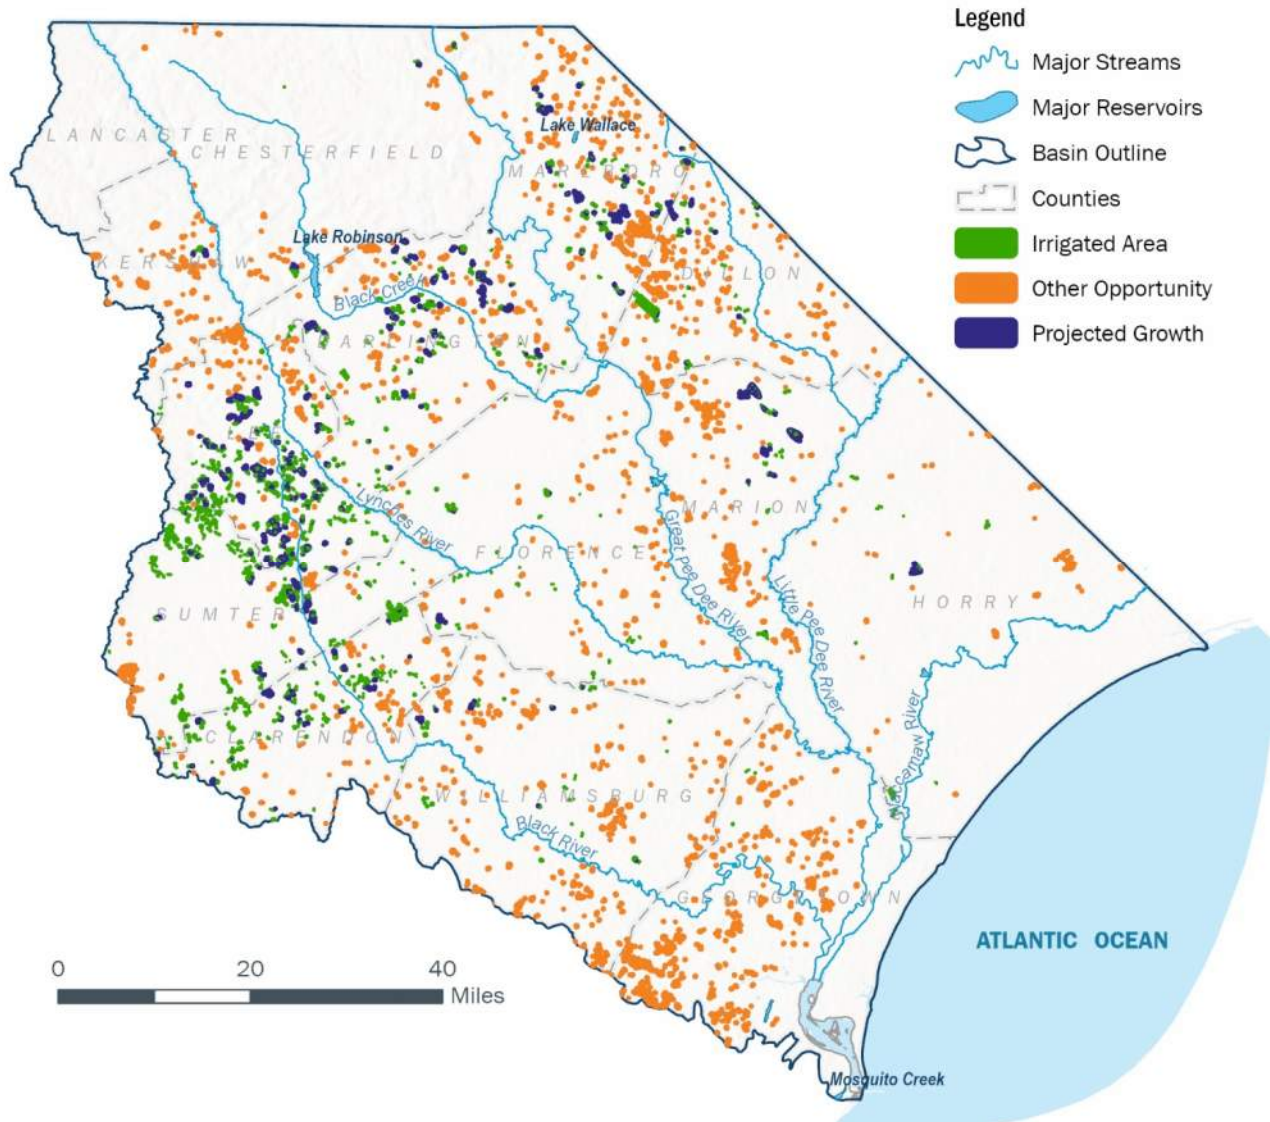 Legend
Major Streams
Major Reservoirs
Basin Outline
Counties
Irrigated Area
Other Opportunity
Projected Growth
Lake Wallace
LANCASTER
CHESTERFIELD
MARLBORO
Lake Robinson
KERSHAW
DILLON
Black Creek
DARLINGTON
LEE
Lynches River
MARION
FLORENCE
Great Pee Dee River
Little Pee Dee River
HORRY
SUMTER
Waccamaw River
CLARENDON
WILLIAMSBURG
Black River
GEORGETOWN
ATLANTIC OCEAN
0 20 40
Miles
Mosquito Creek